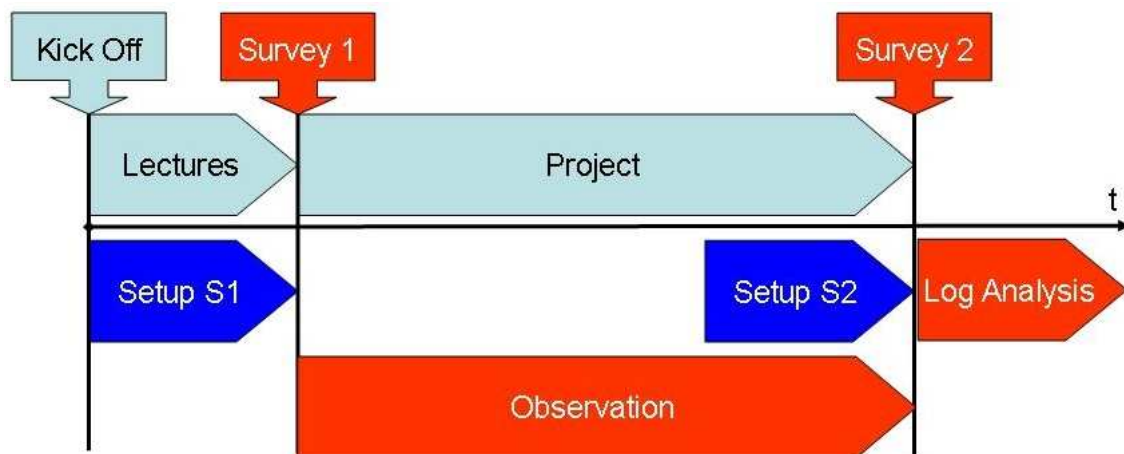 Kick Off
Survey 1
Survey 2
Lectures
Project
t
Setup S1
Setup S2
Log Analysis
Observation